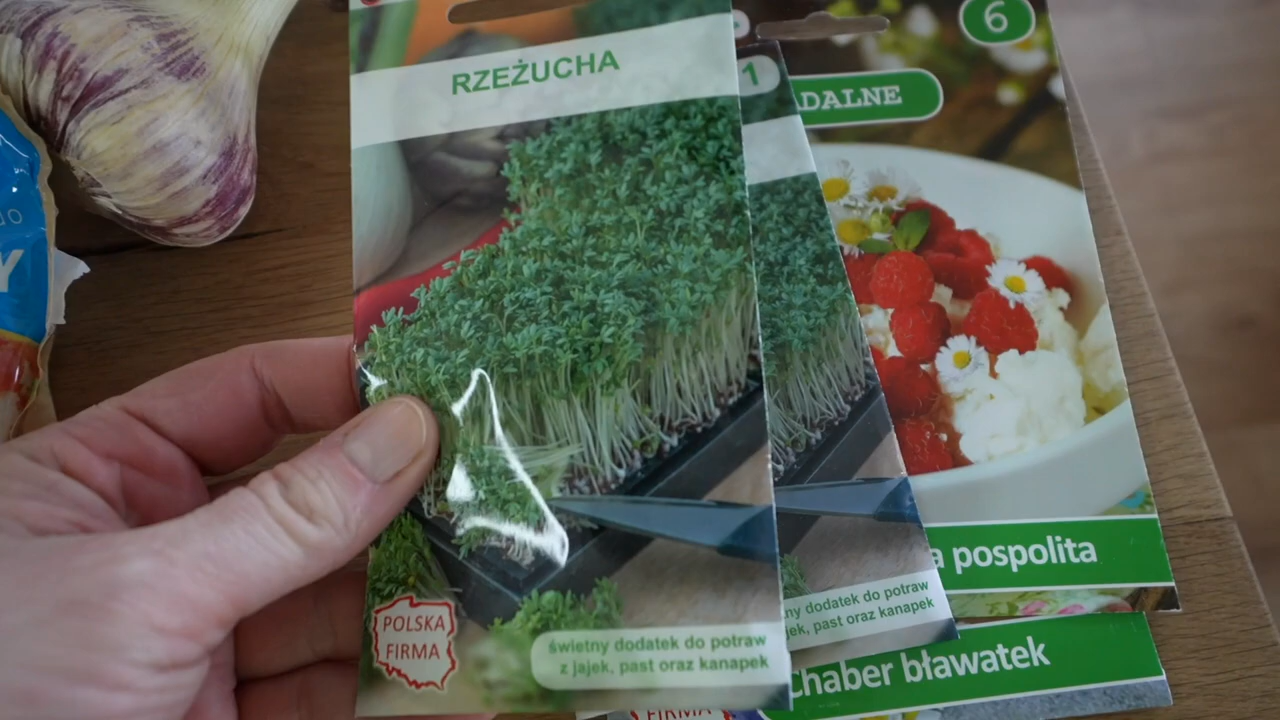 RZEŻUCHA
POLSKA
FIRMA
świetny dodatek do potraw
z jajek, past oraz kanapek
1
dodatek do potraw
past oraz kanapek
6
DALNE
a pospolita
Chaber bławatek
FIRMA
Y